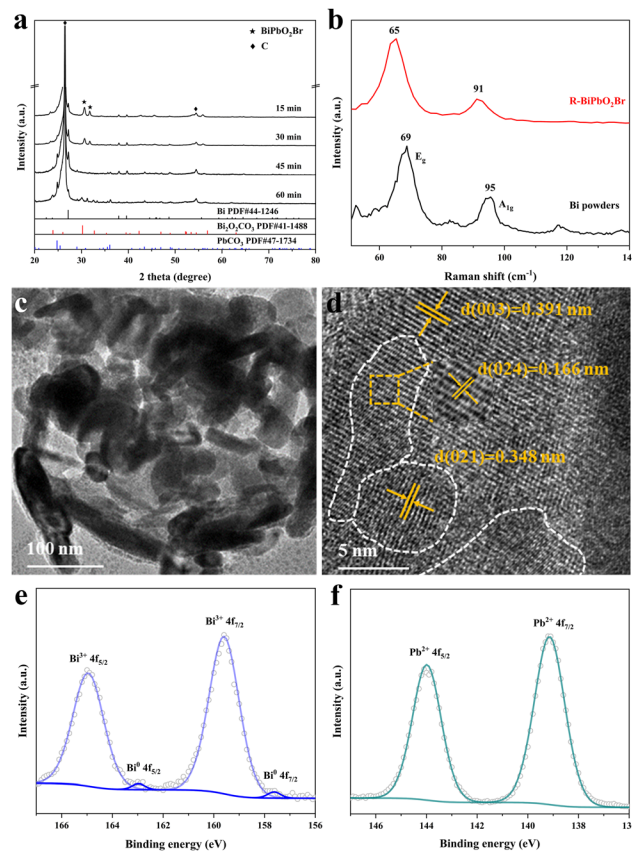 a
★ BiPbO₂Br
♦ C
Intensity (a.u.)
15 min
30 min
45 min
60 min
Bi PDF#44-1246
Bi₂O₂CO₃ PDF#41-1488
PbCO₃ PDF#47-1734
20 30 40 50 60 70 80
2 theta (degree)
b
65
91
R-BiPbO₂Br
69
E_g
95
A₁g
Bi powders
Intensity (a.u.)
60 80 100 120 140
Raman shift (cm⁻¹)
c
100 nm
d
d(003)=0.391 nm
d(024)=0.166 nm
d(021)=0.348 nm
5 nm
e
Bi³⁺ 4f₇/₂
Bi³⁺ 4f₅/₂
Bi⁰ 4f₅/₂
Bi⁰ 4f₇/₂
Intensity (a.u.)
166 164 162 160 158 156
Binding energy (eV)
f
Pb²⁺ 4f₇/₂
Pb²⁺ 4f₅/₂
Intensity (a.u.)
146 144 142 140 138 13
Binding energy (eV)